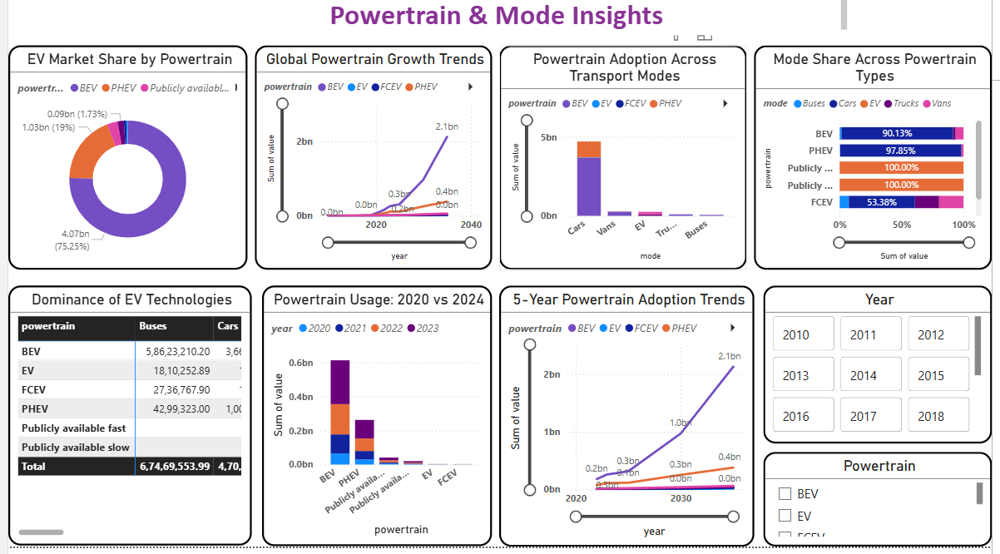 Powertrain & Mode Insights
EV Market Share by Powertrain
powertr... BEV PHEV Publicly availabl...
0.09bn (1.73%)
1.03bn (19%)
4.07bn
(75.25%)
Global Powertrain Growth Trends
powertrain BEV EV FCEV PHEV
Sum of value
2bn
0bn
0.0bn
0.0bn
0.3bn
0.2bn
2.1bn
0.4bn
0.0bn
2020
2040
year
Powertrain Adoption Across
Transport Modes
powertrain BEV EV FCEV PHEV
Sum of value
5bn
0bn
Cars
Vans
EV
Tru...
Buses
mode
Mode Share Across Powertrain
Types
mode Buses Cars EV Trucks Vans
powertrain
BEV 90.13%
PHEV 97.85%
Publicly ... 100.00%
Publicly ... 100.00%
FCEV 53.38%
0% 50% 100%
Sum of value
Dominance of EV Technologies
powertrain Buses Cars
BEV 5,86,23,210.20 3,66
EV 18,10,252.89
FCEV 27,36,767.90
PHEV 42,99,323.00 1,00
Publicly available fast
Publicly available slow
Total 6,74,69,553.99 4,70,
Powertrain Usage: 2020 vs 2024
year 2020 2021 2022 2023
Sum of value
0.6bn
0.4bn
0.2bn
0.0bn
BEV
PHEV
Publicly availa...
Publicly availa...
EV
FCEV
powertrain
5-Year Powertrain Adoption Trends
powertrain BEV EV FCEV PHEV
Sum of value
2bn
1bn
0bn
0.2bn
0.3bn
0.3bn
0.1bn
1.0bn
0.3bn
0.0bn
2.1bn
0.4bn
0.0bn
2020
2030
year
Year
2010 2011 2012
2013 2014 2015
2016 2017 2018
Powertrain
BEV
EV
FCEV